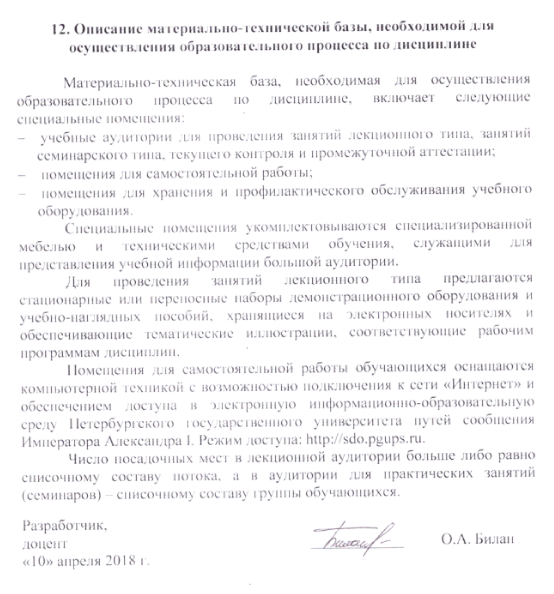 12. Описание материально-технической базы, необходимой для
осуществления образовательного процесса по дисциплине
Материально-техническая база, необходимая для осуществления
образовательного процесса по дисциплине, включает следующие
специальные помещения:
– учебные аудитории для проведения занятий лекционного типа, занятий
семинарского типа, текущего контроля и промежуточной аттестации;
– помещения для самостоятельной работы;
– помещения для хранения и профилактического обслуживания учебного
оборудования.
Специальные помещения укомплектовываются специализированной
мебелью и техническими средствами обучения, служащими для
представления учебной информации большой аудитории.
Для проведения занятий лекционного типа предлагаются
стационарные или переносные наборы демонстрационного оборудования и
учебно-наглядных пособий, хранящиеся на электронных носителях и
обеспечивающие тематические иллюстрации, соответствующие рабочим
программам дисциплин.
Помещения для самостоятельной работы обучающихся оснащаются
компьютерной техникой с возможностью подключения к сети «Интернет» и
обеспечением доступа в электронную информационно-образовательную
среду Петербургского государственного университета путей сообщения
Императора Александра I. Режим доступа: http://sdo.pgups.ru.
Число посадочных мест в лекционной аудитории больше либо равно
списочному составу потока, а в аудитории для практических занятий
(семинаров) – списочному составу группы обучающихся.
Разработчик,
доцент О.А. Билан
«10» апреля 2018 г.